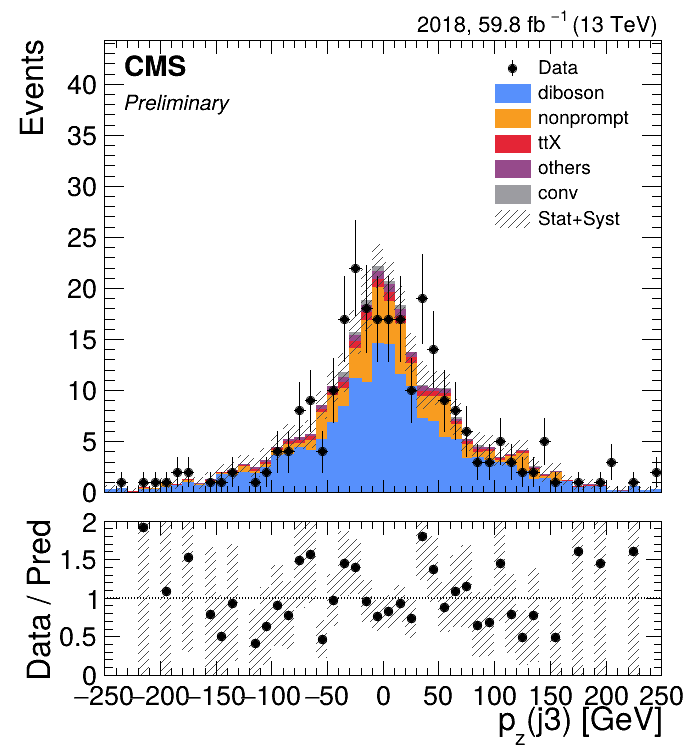 2018, 59.8 fb⁻¹ (13 TeV)
CMS
Preliminary
Events
40
35
30
25
20
15
10
5
0
Data
diboson
nonprompt
ttX
others
conv
Stat+Syst
Data / Pred
2
1.5
1
0.5
0
−250 −200 −150 −100 −50 0 50 100 150 200 250
p_z(j3) [GeV]